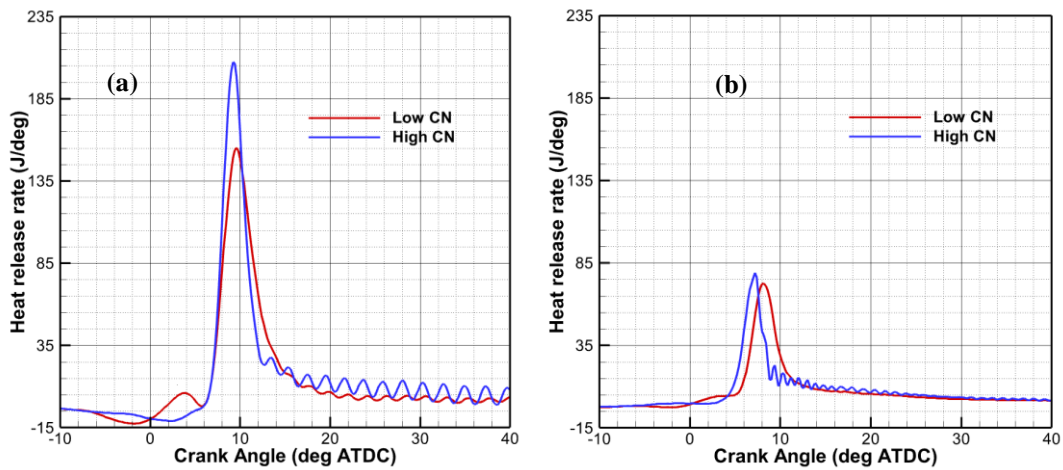 235
185
135
85
35
-15
Heat release rate (J/deg)
(a)
Low CN
High CN
-10 0 10 20 30 40
Crank Angle (deg ATDC)
235
185
135
85
35
-15
Heat release rate (J/deg)
(b)
Low CN
High CN
-10 0 10 20 30 40
Crank Angle (deg ATDC)